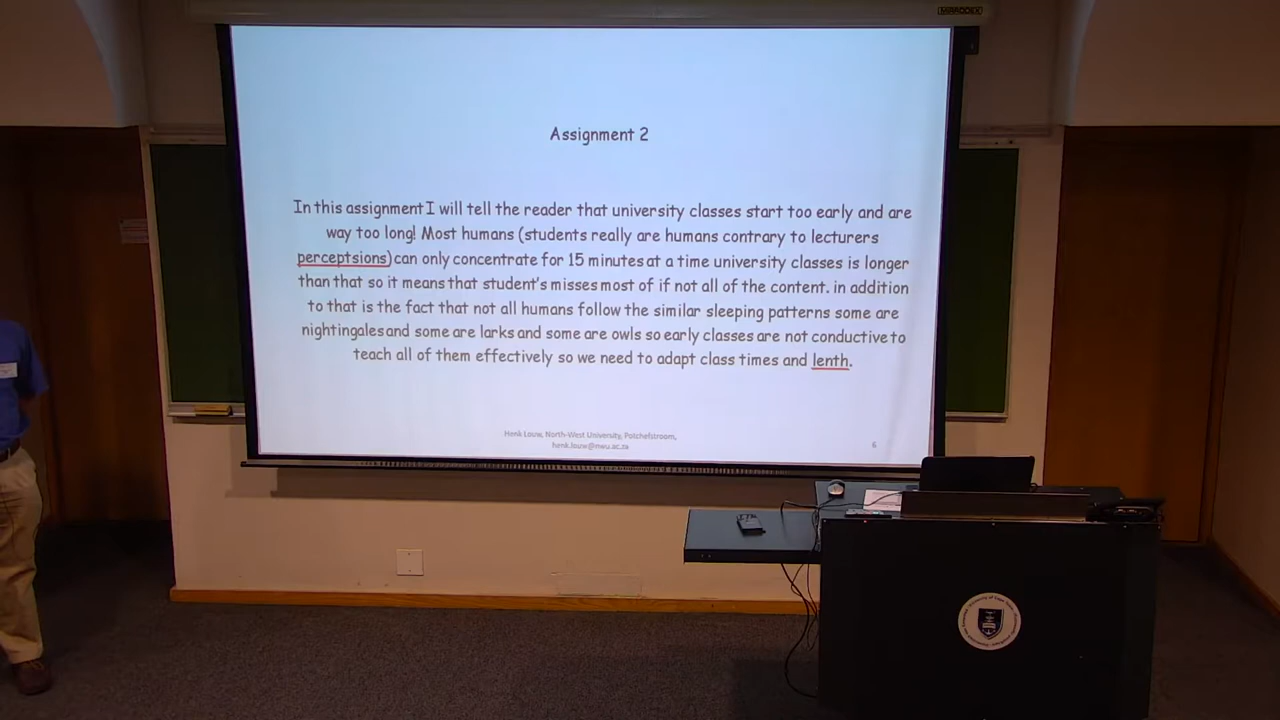 Assignment 2
In this assignment I will tell the reader that university classes start too early and are
way too long! Most humans (students really are humans contrary to lecturers
perceptsions) can only concentrate for 15 minutes at a time university classes is longer
than that so it means that student's misses most of if not all of the content. in addition
to that is the fact that not all humans follow the similar sleeping patterns some are
nightingales and some are larks and some are owls so early classes are not conductive to
teach all of them effectively so we need to adapt class times and lenth.
Henk Louw, North-West University, Potchefstroom,
henk.louw@nwu.ac.za
6